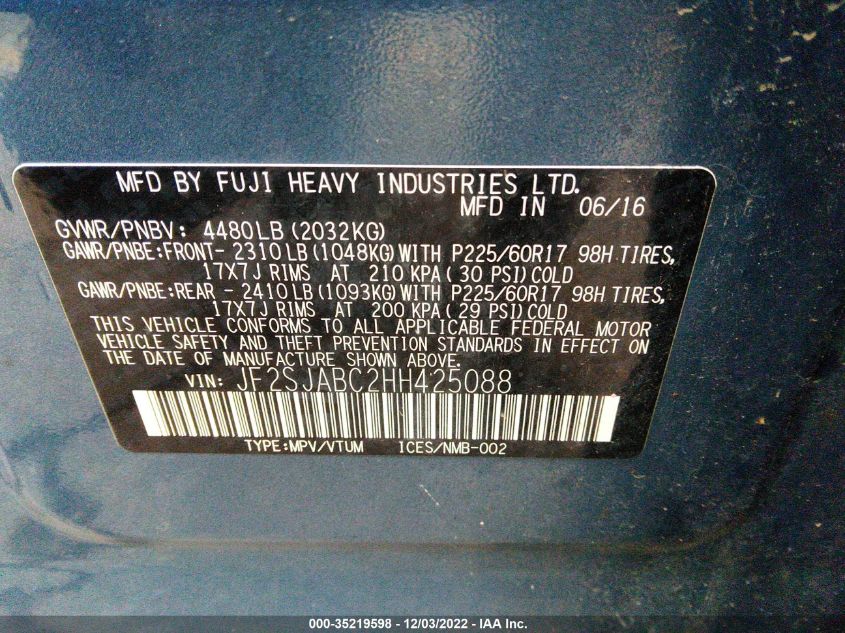 MFD BY FUJI HEAVY INDUSTRIES LTD.
MFD IN 06/16
GVWR/PNBV: 4480LB (2032KG)
GAWR/PNBE:FRONT- 2310LB (1048KG) WITH P225/60R17 98H TIRES,
17X7J RIMS AT 210 KPA ( 30 PSI) COLD
GAWR/PNBE:REAR - 2410LB (1093KG) WITH P225/60R17 98H TIRES,
17X7J RIMS AT 200 KPA ( 29 PSI) COLD
THIS VEHICLE CONFORMS TO ALL APPLICABLE FEDERAL MOTOR
VEHICLE SAFETY AND THEFT PREVENTION STANDARDS IN EFFECT ON
THE DATE OF MANUFACTURE SHOWN ABOVE.
VIN: JF2SJABC2HH425088
TYPE:MPV/VTUM ICES/NMB-002
000-35219598 - 12/03/2022 - IAA Inc.